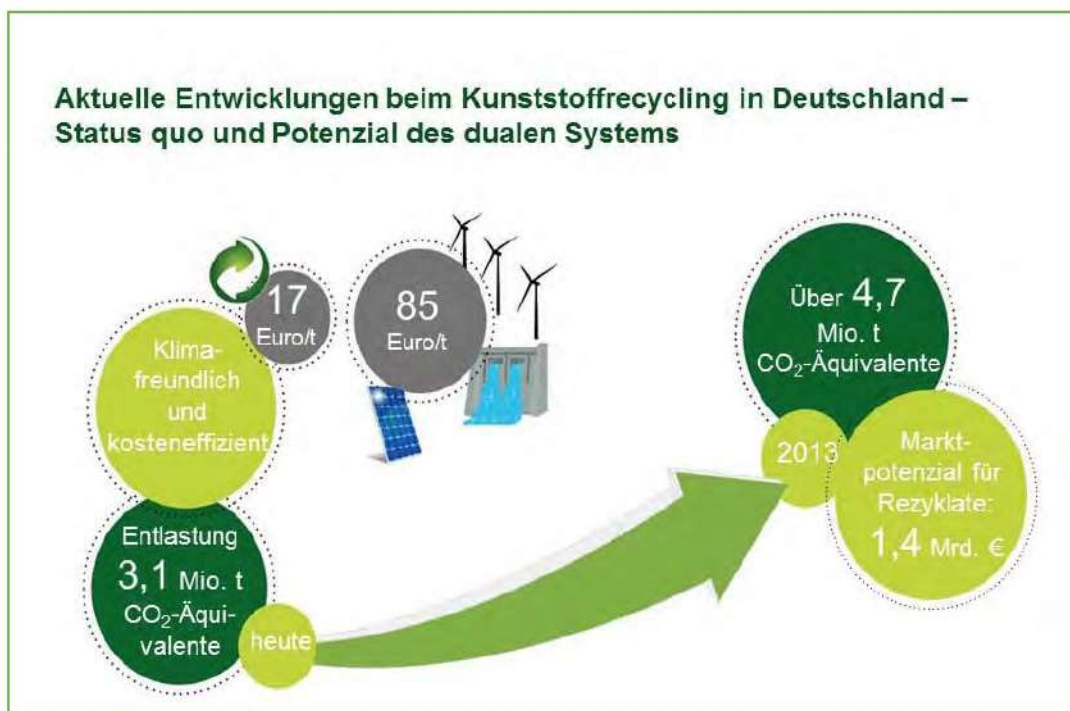 Aktuelle Entwicklungen beim Kunststoffrecycling in Deutschland –
Status quo und Potenzial des dualen Systems
17
Euro/t
85
Euro/t
Klima-
freundlich
und
kosteneffizient
Entlastung
3,1 Mio. t
CO₂-Äqui-
valente
heute
Über 4,7
Mio. t
CO₂-Äquivalente
2013
Markt-
potenzial für
Rezyklate:
1,4 Mrd. €